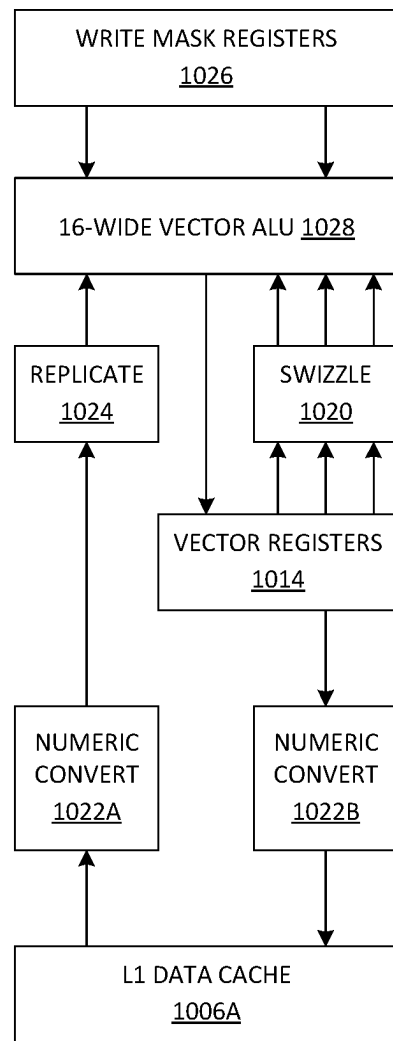 WRITE MASK REGISTERS
1026
16-WIDE VECTOR ALU 1028
REPLICATE
1024
SWIZZLE
1020
VECTOR REGISTERS
1014
NUMERIC
CONVERT
1022A
NUMERIC
CONVERT
1022B
L1 DATA CACHE
1006A